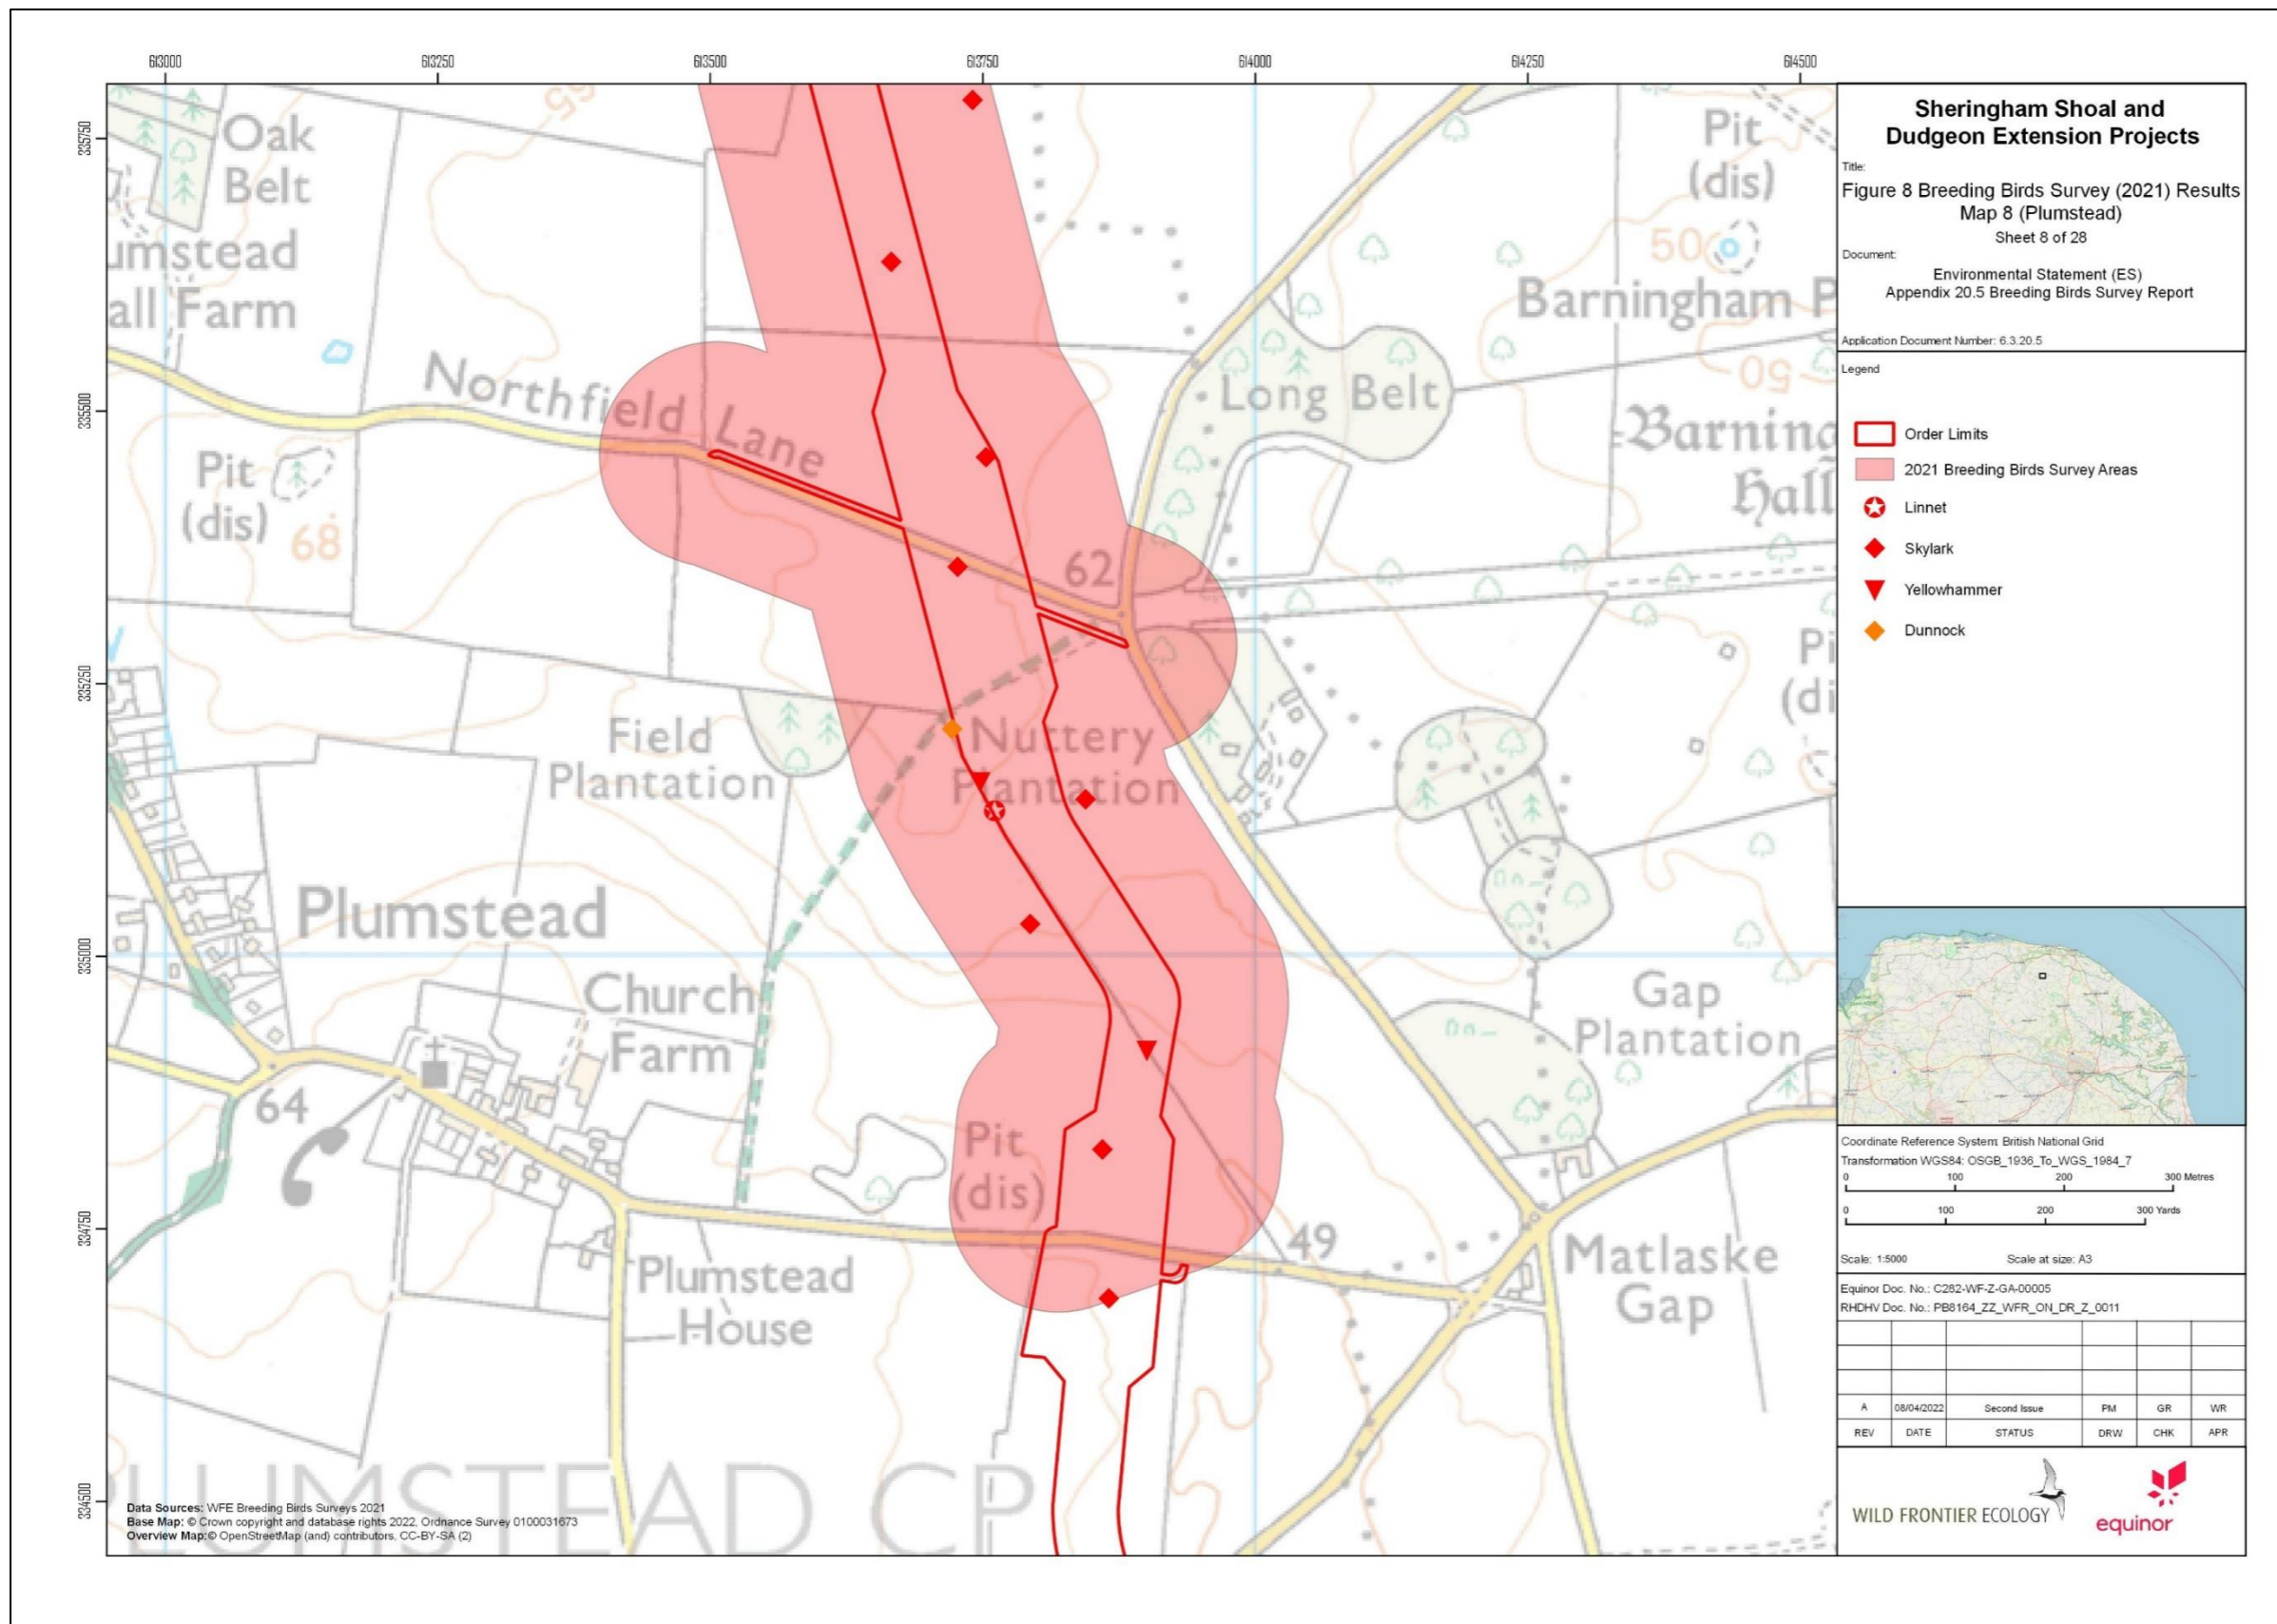 613000
613250
613500
613750
614000
614250
614500
335750
335500
335250
335000
334750
334500
65
Oak
Belt
umstead
all Farm
Northfield Lane
Pit
(dis)
68
Field
Plantation
Nuttery
Plantation
62
Long Belt
Pit
(dis)
50
Barningham P
50
Barning
Hall
Pi
(di
Plumstead
Church
Farm
64
Pit
(dis)
Plumstead
House
49
Gap
Plantation
Matlaske
Gap
PLUMSTEAD CP
Data Sources: WFE Breeding Birds Surveys 2021
Base Map: © Crown copyright and database rights 2022, Ordnance Survey 0100031673
Overview Map:© OpenStreetMap (and) contributors, CC-BY-SA (2)
Sheringham Shoal and
Dudgeon Extension Projects
Title:
Figure 8 Breeding Birds Survey (2021) Results
Map 8 (Plumstead)
Sheet 8 of 28
Document:
Environmental Statement (ES)
Appendix 20.5 Breeding Birds Survey Report
Application Document Number: 6.3.20.5
Legend
Order Limits
2021 Breeding Birds Survey Areas
Linnet
Skylark
Yellowhammer
Dunnock
Coordinate Reference System: British National Grid
Transformation WGS84: OSGB_1936_To_WGS_1984_7
0 100 200 300 Metres
0 100 200 300 Yards
Scale: 1:5000 Scale at size: A3
Equinor Doc. No.: C282-WF-Z-GA-00005
RHDHV Doc. No.: PB8164_ZZ_WFR_ON_DR_Z_0011
A 08/04/2022 Second Issue PM GR WR
REV DATE STATUS DRW CHK APR
WILD FRONTIER ECOLOGY
equinor